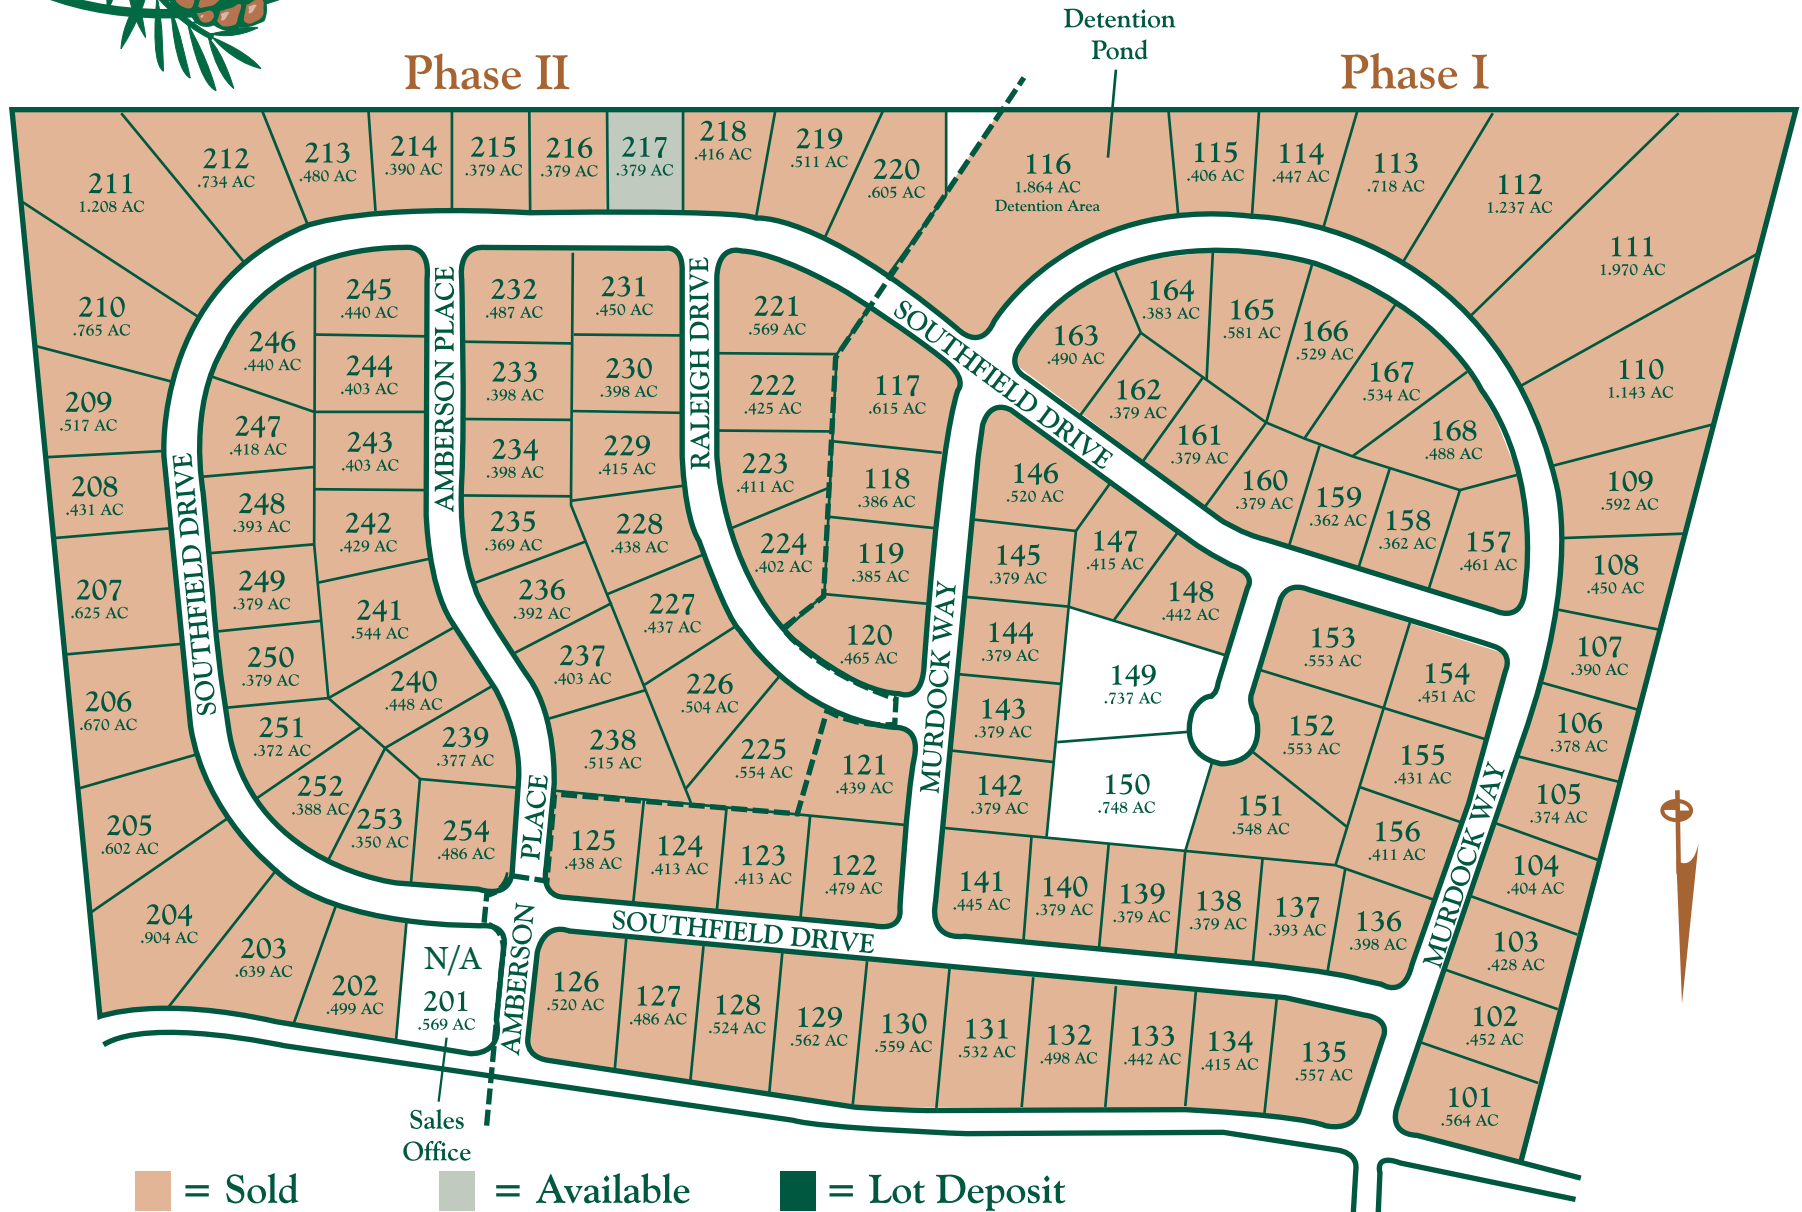 Detention
Pond
Phase II
Phase I
211
1.208 AC
212
.734 AC
213
.480 AC
214
.390 AC
215
.379 AC
216
.379 AC
217
.379 AC
218
.416 AC
219
.511 AC
220
.605 AC
116
1.864 AC
Detention Area
115
.406 AC
114
.447 AC
113
.718 AC
112
1.237 AC
111
1.970 AC
110
1.143 AC
109
.592 AC
108
.450 AC
107
.390 AC
106
.378 AC
105
.374 AC
104
.404 AC
103
.428 AC
102
.452 AC
101
.564 AC
210
.765 AC
209
.517 AC
208
.431 AC
207
.625 AC
206
.670 AC
205
.602 AC
204
.904 AC
203
.639 AC
202
.499 AC
N/A
201
.569 AC
Sales
Office
SOUTHFIELD DRIVE
245
.440 AC
246
.440 AC
244
.403 AC
247
.418 AC
243
.403 AC
248
.393 AC
242
.429 AC
249
.379 AC
241
.544 AC
250
.379 AC
240
.448 AC
251
.372 AC
239
.377 AC
252
.388 AC
253
.350 AC
254
.486 AC
AMBERSON PLACE
232
.487 AC
231
.450 AC
233
.398 AC
230
.398 AC
234
.398 AC
229
.415 AC
235
.369 AC
228
.438 AC
236
.392 AC
227
.437 AC
237
.403 AC
226
.504 AC
238
.515 AC
225
.554 AC
RALEIGH DRIVE
221
.569 AC
222
.425 AC
223
.411 AC
224
.402 AC
117
.615 AC
118
.386 AC
119
.385 AC
120
.465 AC
121
.439 AC
125
.438 AC
124
.413 AC
123
.413 AC
122
.479 AC
AMBERSON PLACE
SOUTHFIELD DRIVE
MURDOCK WAY
SOUTHFIELD DRIVE
163
.490 AC
164
.383 AC
165
.581 AC
166
.529 AC
167
.534 AC
168
.488 AC
162
.379 AC
161
.379 AC
160
.379 AC
159
.362 AC
158
.362 AC
157
.461 AC
146
.520 AC
145
.379 AC
147
.415 AC
148
.442 AC
144
.379 AC
149
.737 AC
143
.379 AC
142
.379 AC
150
.748 AC
153
.553 AC
154
.451 AC
152
.553 AC
155
.431 AC
151
.548 AC
156
.411 AC
141
.445 AC
140
.379 AC
139
.379 AC
138
.379 AC
137
.393 AC
136
.398 AC
MURDOCK WAY
MURDOCK WAY
126
.520 AC
127
.486 AC
128
.524 AC
129
.562 AC
130
.559 AC
131
.532 AC
132
.498 AC
133
.442 AC
134
.415 AC
135
.557 AC
= Sold
= Available
= Lot Deposit